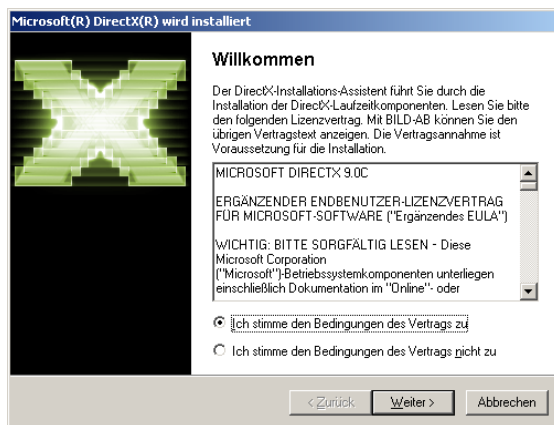 Microsoft(R) DirectX(R) wird installiert
Willkommen
Der DirectX-Installations-Assistent führt Sie durch die
Installation der DirectX-Laufzeitkomponenten. Lesen Sie bitte
den folgenden Lizenzvertrag. Mit BILD-AB können Sie den
übrigen Vertragstext anzeigen. Die Vertragsannahme ist
Voraussetzung für die Installation.
MICROSOFT DIRECTX 9.0C
ERGÄNZENDER ENDBENUTZER-LIZENZVERTRAG
FÜR MICROSOFT-SOFTWARE ("Ergänzendes EULA")
WICHTIG: BITTE SORGFÄLTIG LESEN - Diese
Microsoft Corporation
("Microsoft")-Betriebssystemkomponenten unterliegen
einschließlich Dokumentation im "Online"- oder
Ich stimme den Bedingungen des Vertrags zu
Ich stimme den Bedingungen des Vertrags nicht zu
< Zurück Weiter > Abbrechen